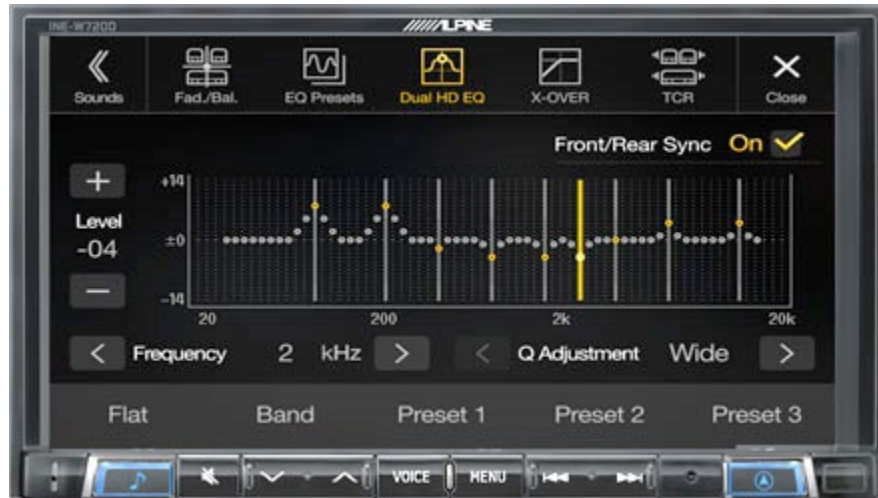 INE-W720D
ALPINE
Sounds Fad./Bal. EQ Presets Dual HD EQ X-OVER TCR Close
Front/Rear Sync On
+14
Level
-04
±0
-14
20 200 2k 20k
Frequency 2 kHz Q Adjustment Wide
Flat Band Preset 1 Preset 2 Preset 3
VOICE MENU